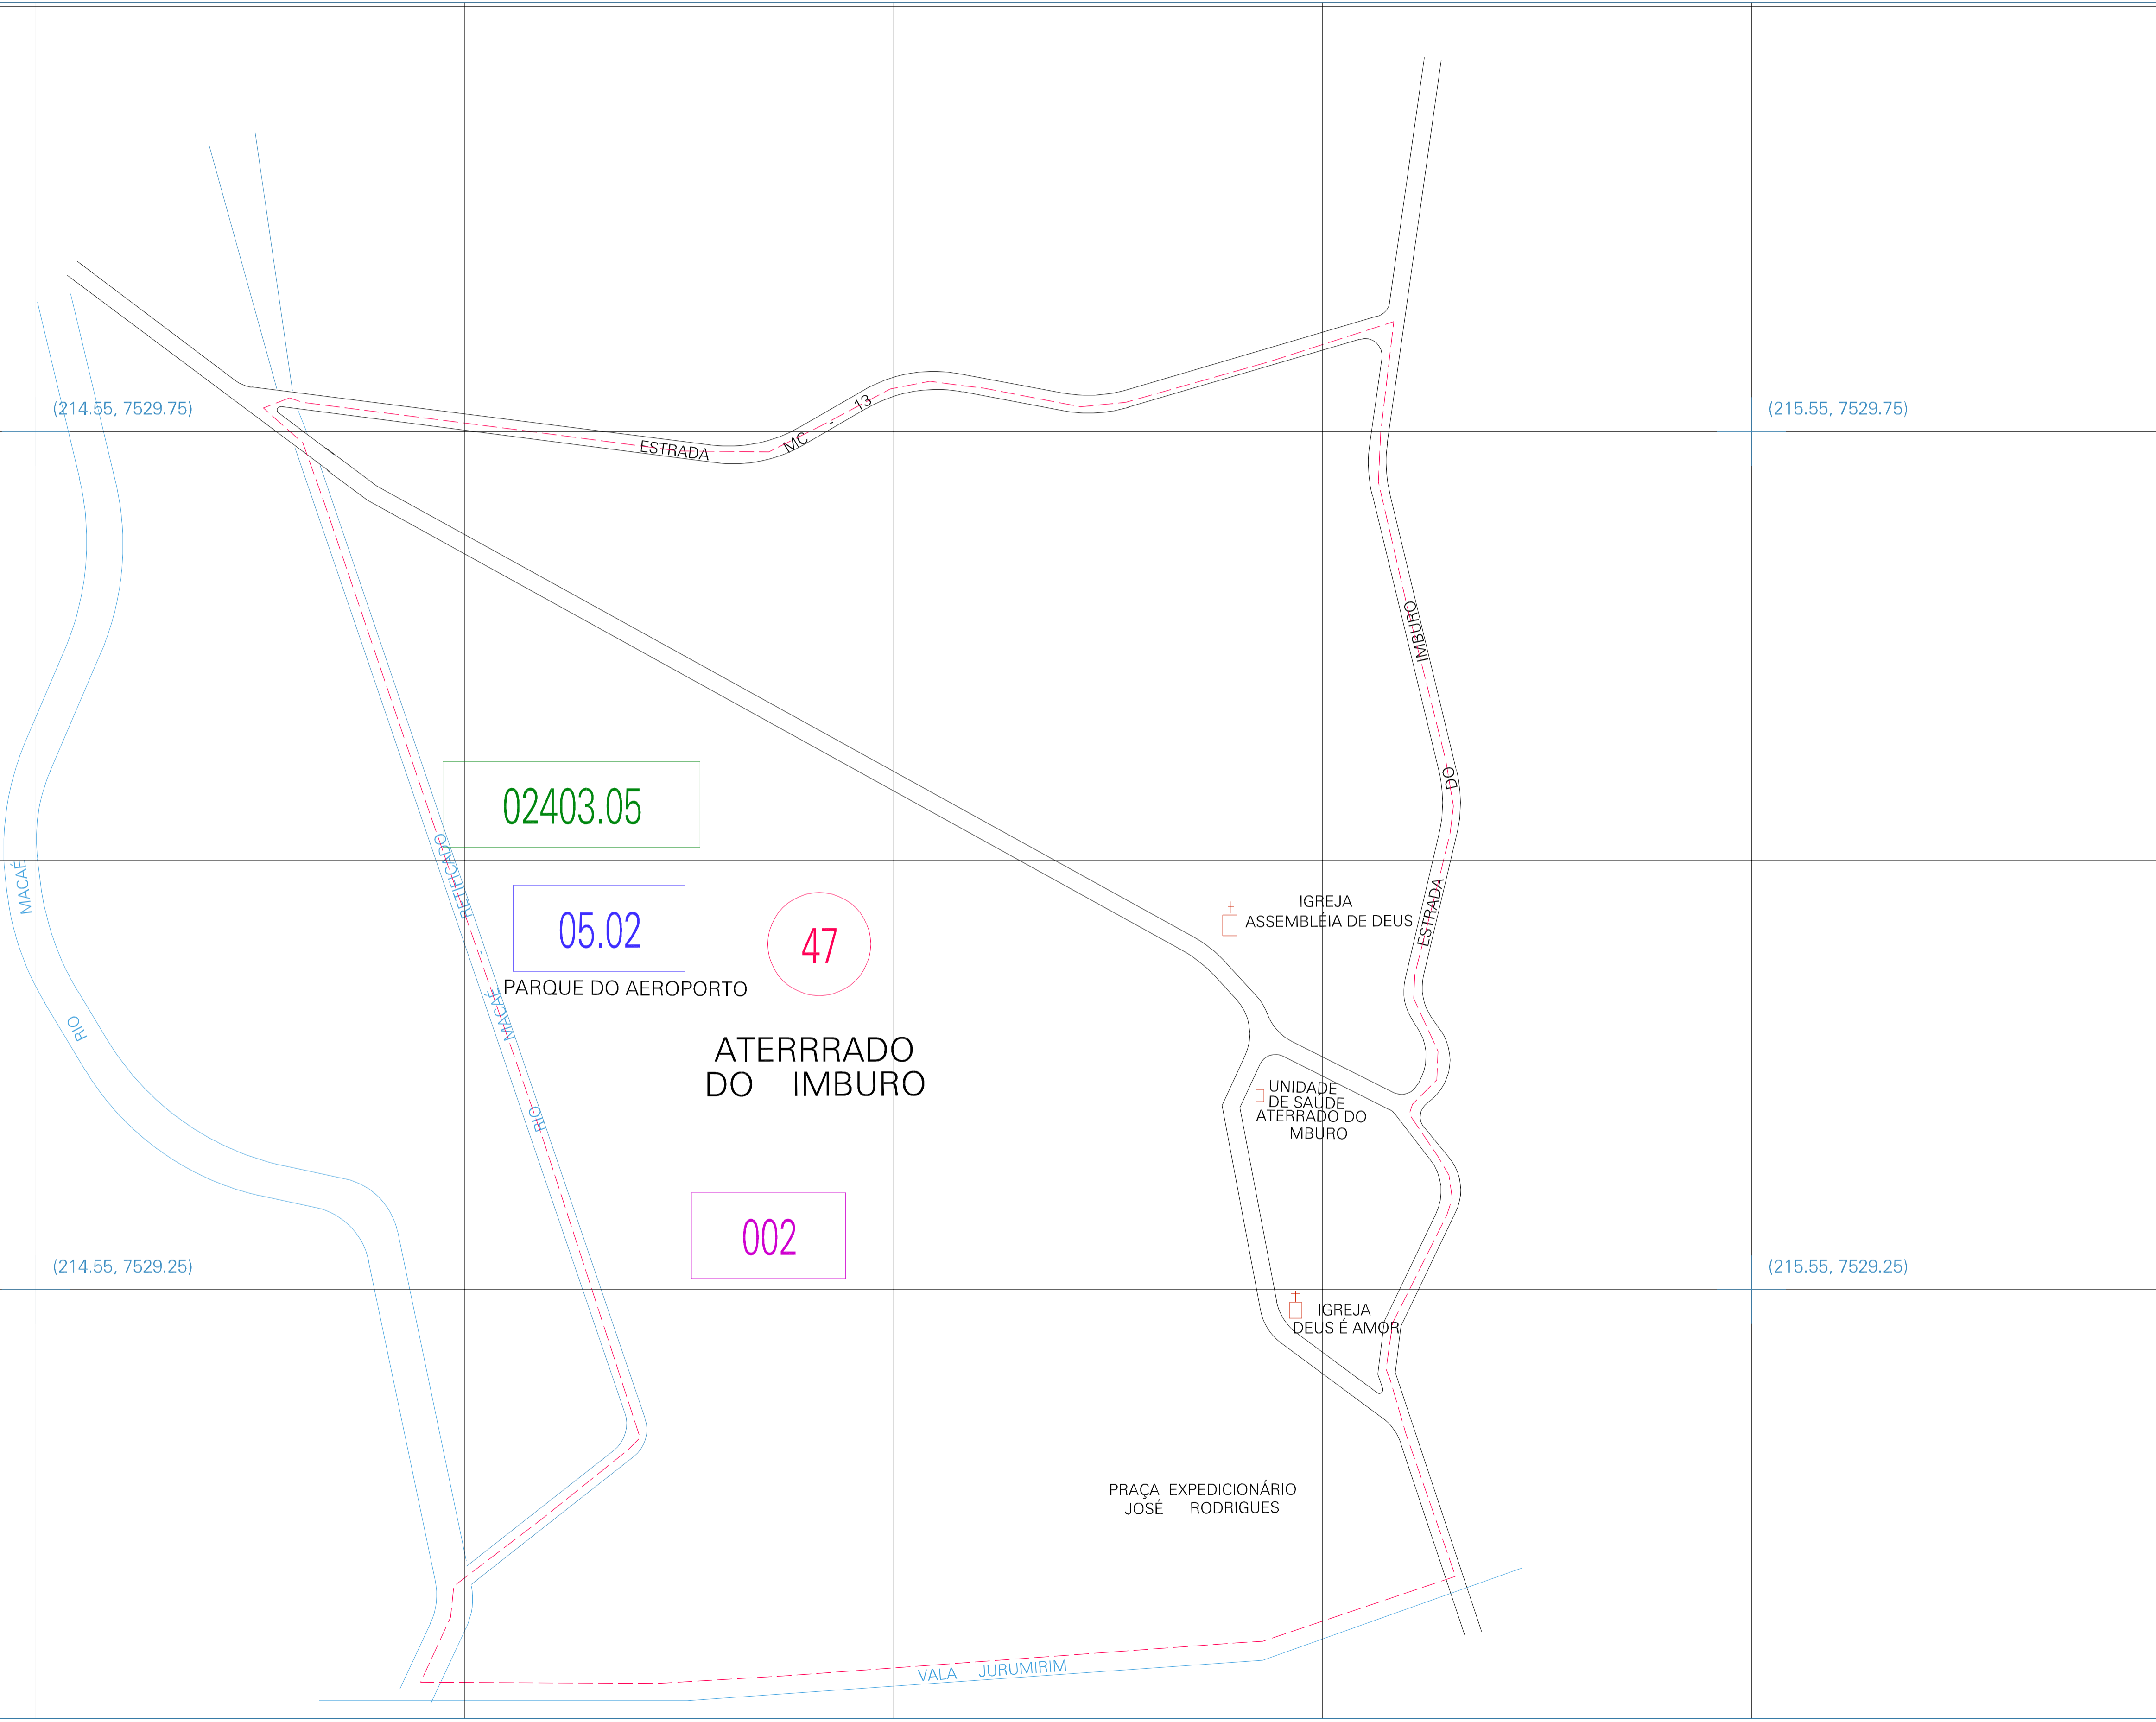 (214.55, 7529.75)
(215.55, 7529.75)
ESTRADA MC - 13
ESTRADA DO IMBURO
02403.05
RIO MACAÉ
RIO MACAÉ - RETIFICADO
05.02
47
PARQUE DO AEROPORTO
IGREJA
ASSEMBLÉIA DE DEUS
ATERRRADO
DO IMBURO
UNIDADE
DE SAÚDE
ATERRADO DO
IMBURO
002
(214.55, 7529.25)
(215.55, 7529.25)
IGREJA
DEUS É AMOR
PRAÇA EXPEDICIONÁRIO
JOSÉ RODRIGUES
VALA JURUMIRIM